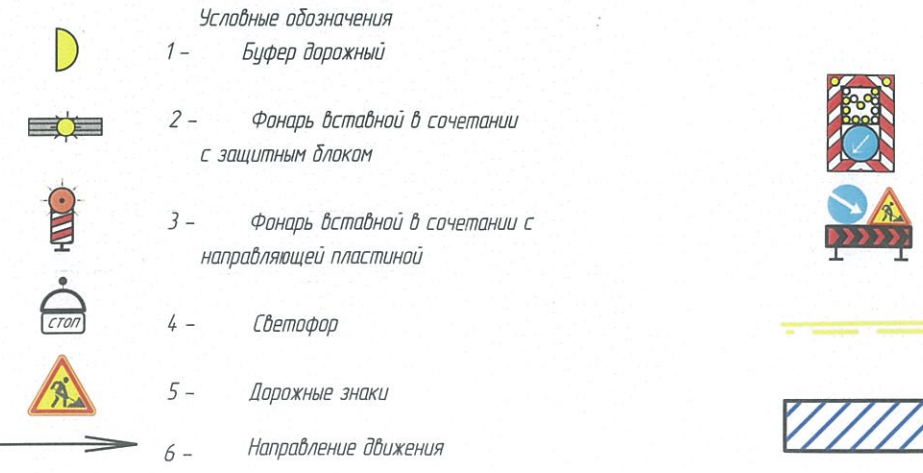 Условные обозначения
1 - Буфер дорожный
2 - Фонарь вставной в сочетании
с защитным блоком
3 - Фонарь вставной в сочетании с
направляющей пластиной
СТОП
4 - Светофор
5 - Дорожные знаки
6 - Направление движения